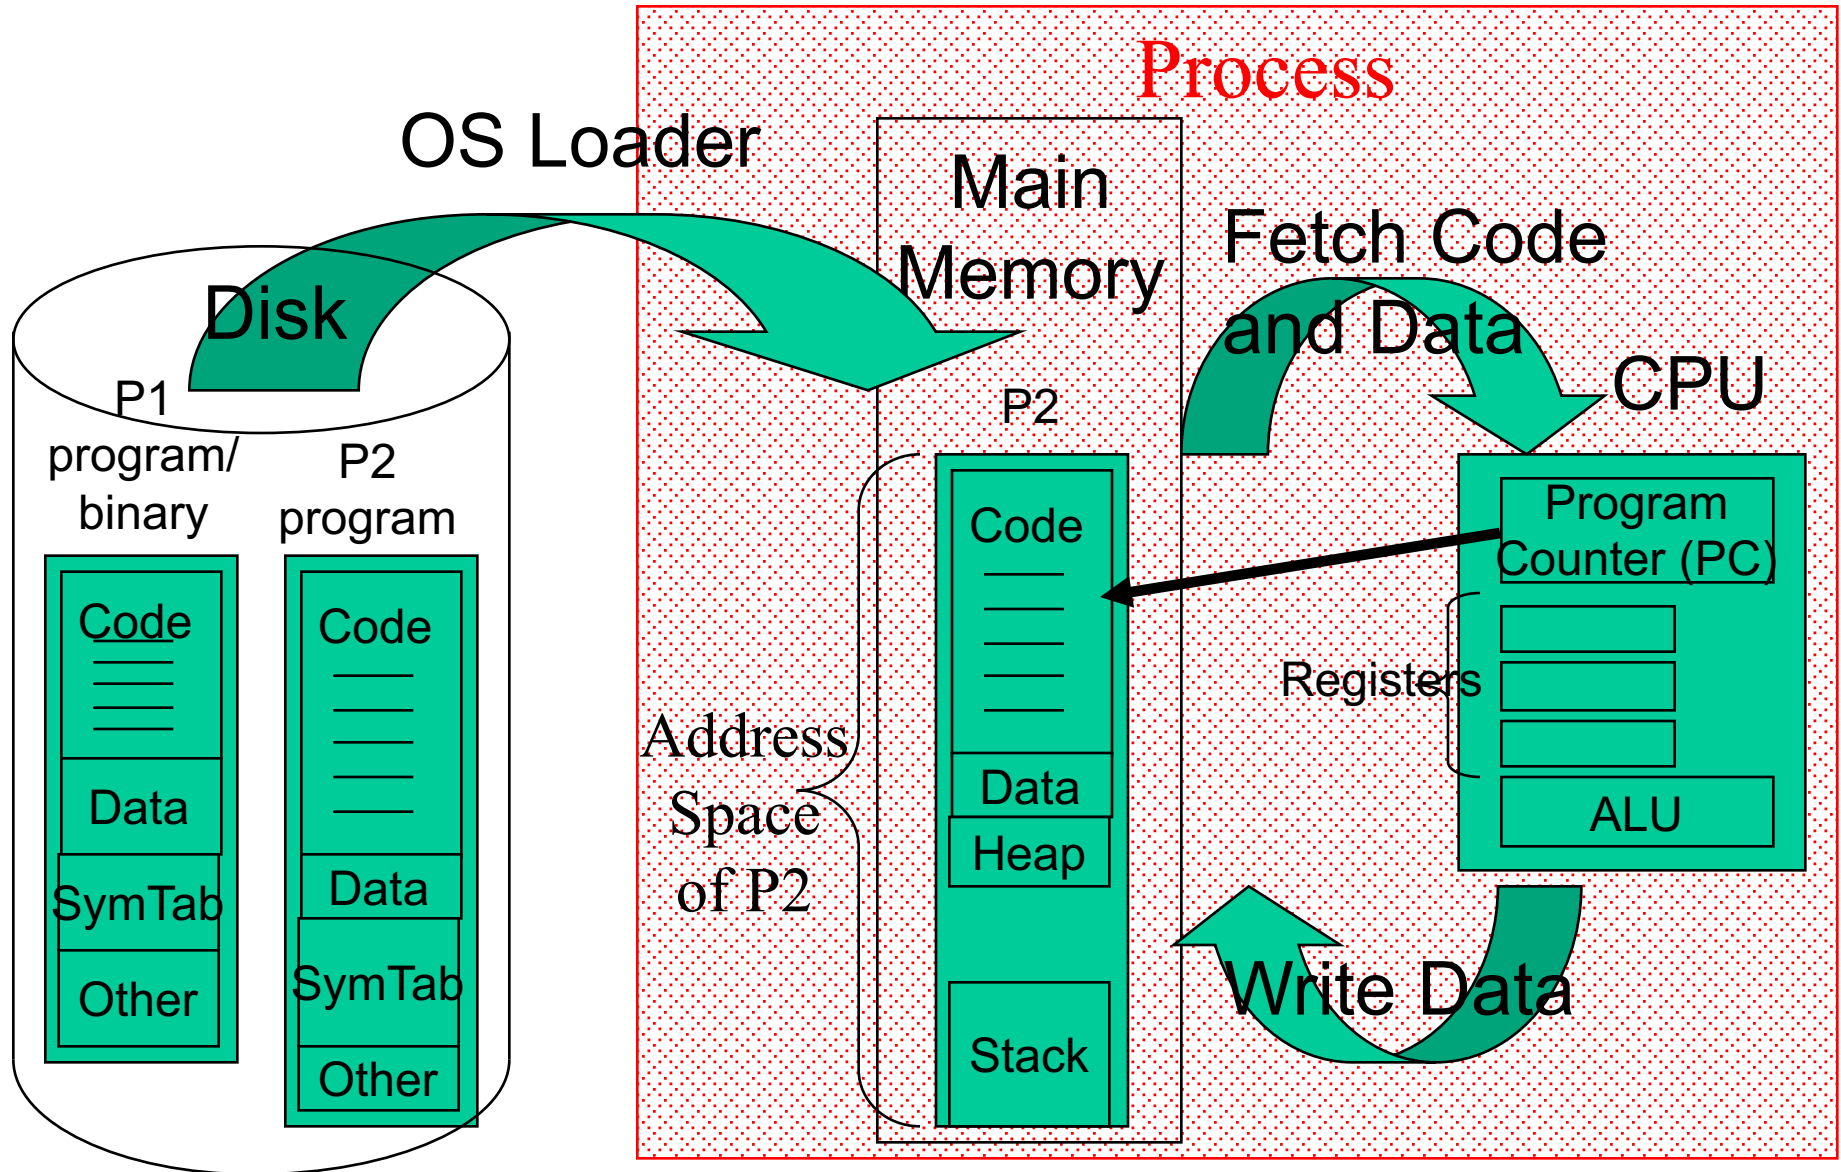 Process
OS Loader
Main
Memory
Fetch Code
and Data
Disk
CPU
P1
program/
binary
P2
program
P2
Code
Data
SymTab
Other
Code
Data
SymTab
Other
Address
Space
of P2
Code
Data
Heap
Stack
Program
Counter (PC)
Registers
ALU
Write Data